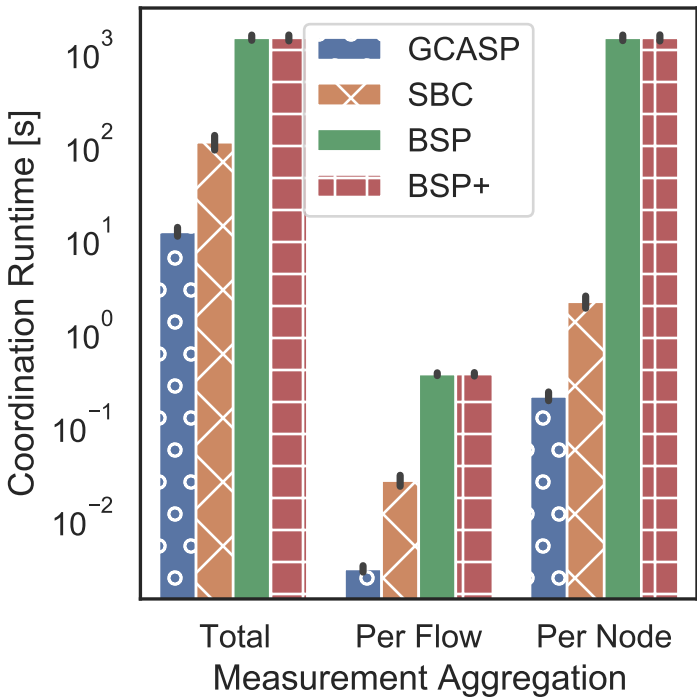 Coordination Runtime [s]
10³
10²
10¹
10⁰
10⁻¹
10⁻²
GCASP
SBC
BSP
BSP+
Total Per Flow Per Node
Measurement Aggregation